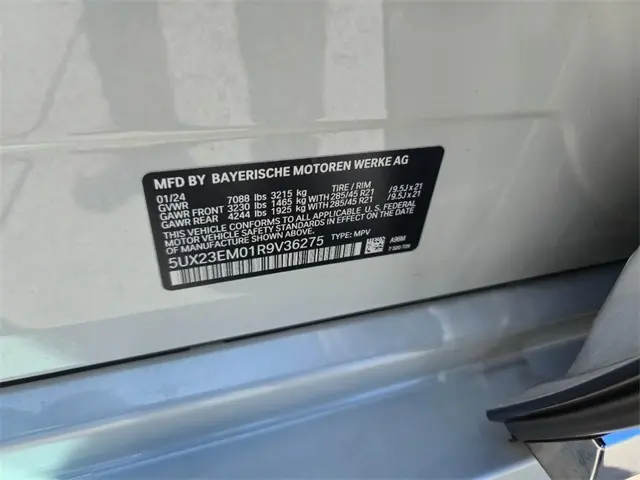 MFD BY BAYERISCHE MOTOREN WERKE AG
01/24
GVWR 7088 lbs 3215 kg TIRE / RIM
GAWR FRONT 3230 lbs 1465 kg WITH 285/45 R21 /9.5J x 21
GAWR REAR 4244 lbs 1925 kg WITH 285/45 R21 /9.5J x 21
THIS VEHICLE CONFORMS TO ALL APPLICABLE U.S. FEDERAL
MOTOR VEHICLE SAFETY STANDARDS IN EFFECT ON THE
DATE OF MANUFACTURE SHOWN ABOVE.
5UX23EM01R9V36275 TYPE: MPV
A96M